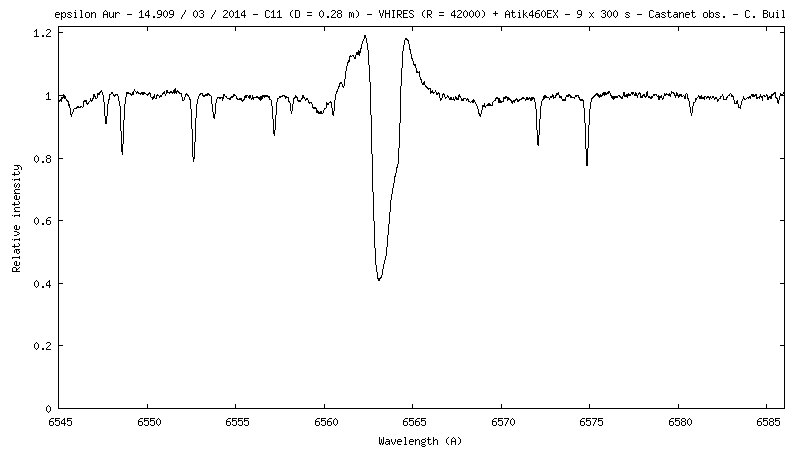 epsilon Aur - 14.909 / 03 / 2014 - C11 (D = 0.28 m) - VHIRES (R = 42000) + Atik460EX - 9 x 300 s - Castanet obs. - C. Buil
1.2
1
0.8
0.6
0.4
0.2
0
Relative intensity
6545 6550 6555 6560 6565 6570 6575 6580 6585
Wavelength (A)